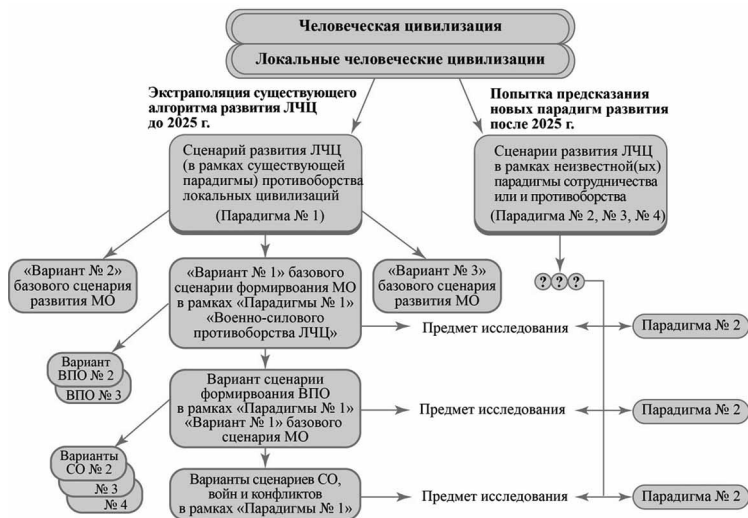 Человеческая цивилизация
Локальные человеческие цивилизации
Экстраполяция существующего
алгоритма развития ЛЧЦ
до 2025 г.
Попытка предсказания
новых парадигм развития
после 2025 г.
Сценарий развития ЛЧЦ
(в рамках существующей
парадигмы) противоборства
локальных цивилизаций
(Парадигма № 1)
Сценарии развития ЛЧЦ
в рамках неизвестной(ых)
парадигмы сотрудничества
или и противоборства
(Парадигма № 2, № 3, № 4)
«Вариант № 2»
базового сценария
развития МО
«Вариант № 1» базового
сценарии формирвоания МО
в рамках «Парадигмы № 1»
«Военно-силового
противоборства ЛЧЦ»
«Вариант № 3»
базового сценария
развития МО
? ? ?
Предмет исследования
Парадигма № 2
Вариант
ВПО № 2
ВПО № 3
Вариант сценарии
формирвоания ВПО
в рамках «Парадигмы № 1»
«Вариант № 1» базового
сценария МО
Предмет исследования
Парадигма № 2
Варианты
СО № 2
№ 3
№ 4
Варианты сценариев СО,
войн и конфликтов
в рамках «Парадигмы № 1»
Предмет исследования
Парадигма № 2